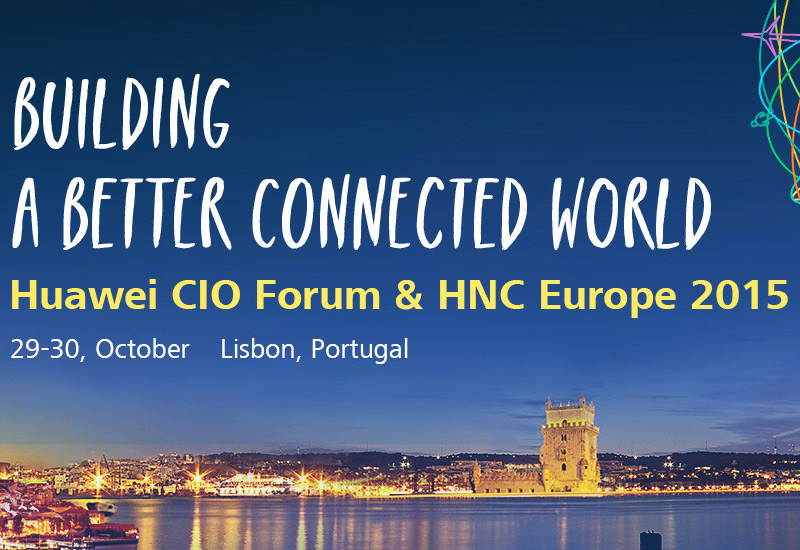 BUILDING
A BETTER CONNECTED WORLD
Huawei CIO Forum & HNC Europe 2015
29-30, October Lisbon, Portugal